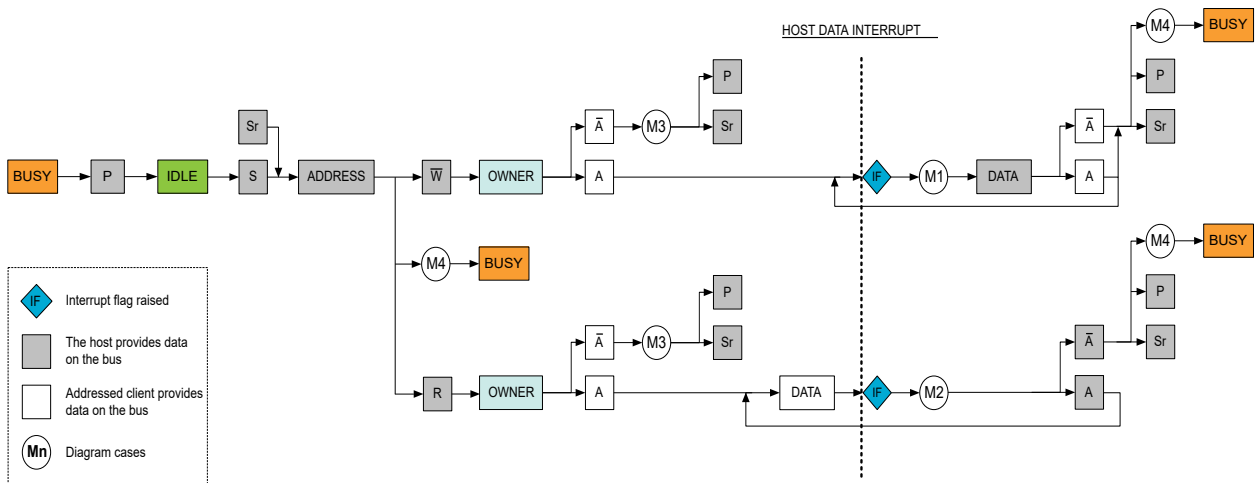 HOST DATA INTERRUPT
M4
BUSY
P
Sr
A̅
M3
P
Sr
A̅
Sr
BUSY
P
IDLE
S
ADDRESS
W̅
OWNER
A
IF
M1
DATA
A
M4
BUSY
M4
BUSY
P
P
A̅
M3
Sr
A̅
Sr
R
OWNER
A
DATA
IF
M2
A
IF
Interrupt flag raised
The host provides data
on the bus
Addressed client provides
data on the bus
Mn
Diagram cases